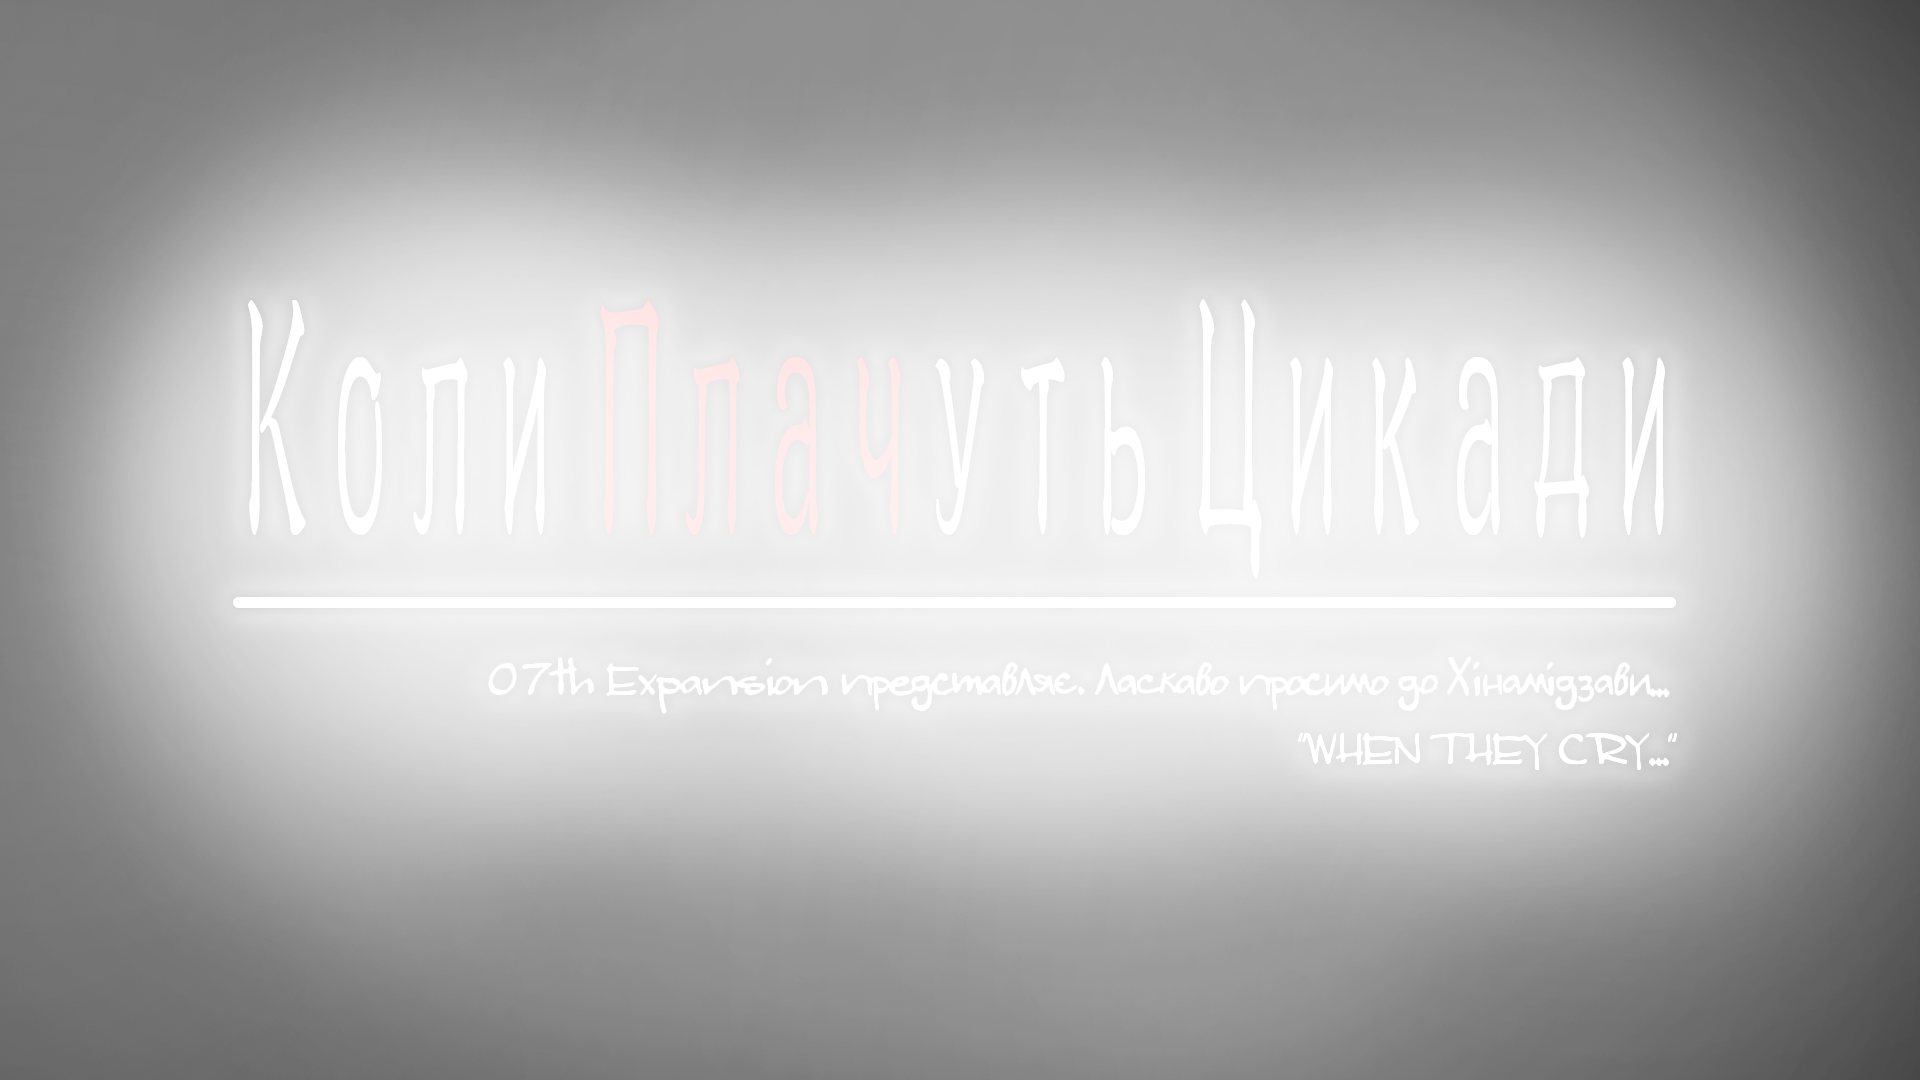 Коли Плачуть Цикади
07th Expansion представляє. Ласкаво просимо до Хінамідзави...
"WHEN THEY CRY..."